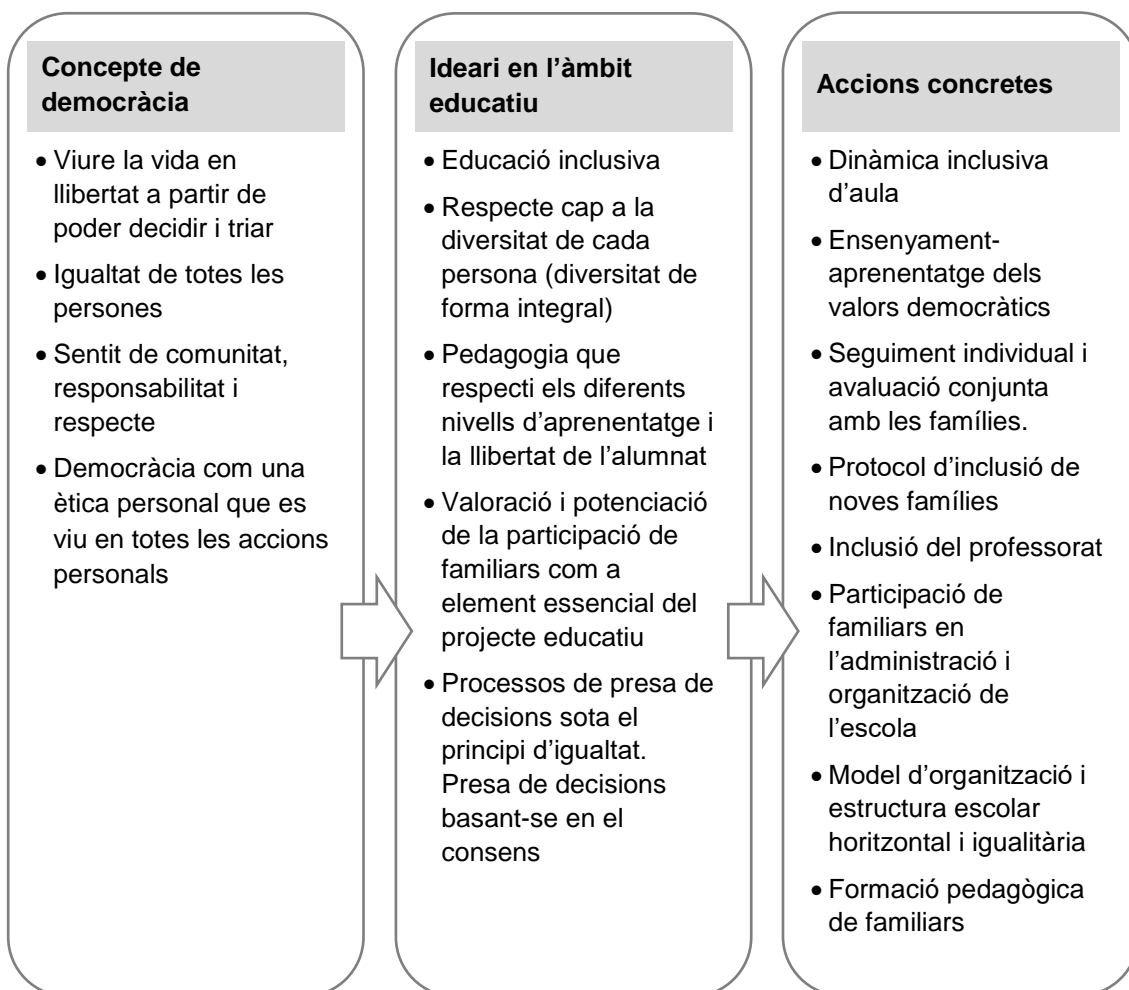 Concepte de
democràcia
• Viure la vida en
llibertat a partir de
poder decidir i triar
• Igualtat de totes les
persones
• Sentit de comunitat,
responsabilitat i
respecte
• Democràcia com una
ètica personal que es
viu en totes les accions
personals
Ideari en l’àmbit
educatiu
• Educació inclusiva
• Respecte cap a la
diversitat de cada
persona (diversitat de
forma integral)
• Pedagogia que
respecti els diferents
nivells d’aprenentatge i
la llibertat de l’alumnat
• Valoració i potenciació
de la participació de
familiars com a
element essencial del
projecte educatiu
• Processos de presa de
decisions sota el
principi d’igualtat.
Presa de decisions
basant-se en el
consens
Accions concretes
• Dinàmica inclusiva
d’aula
• Ensenyament-
aprenentatge dels
valors democràtics
• Seguiment individual i
avaluació conjunta
amb les famílies.
• Protocol d’inclusió de
noves famílies
• Inclusió del professorat
• Participació de
familiars en
l’administració i
organització de
l’escola
• Model d’organització i
estructura escolar
horitzontal i igualitària
• Formació pedagògica
de familiars